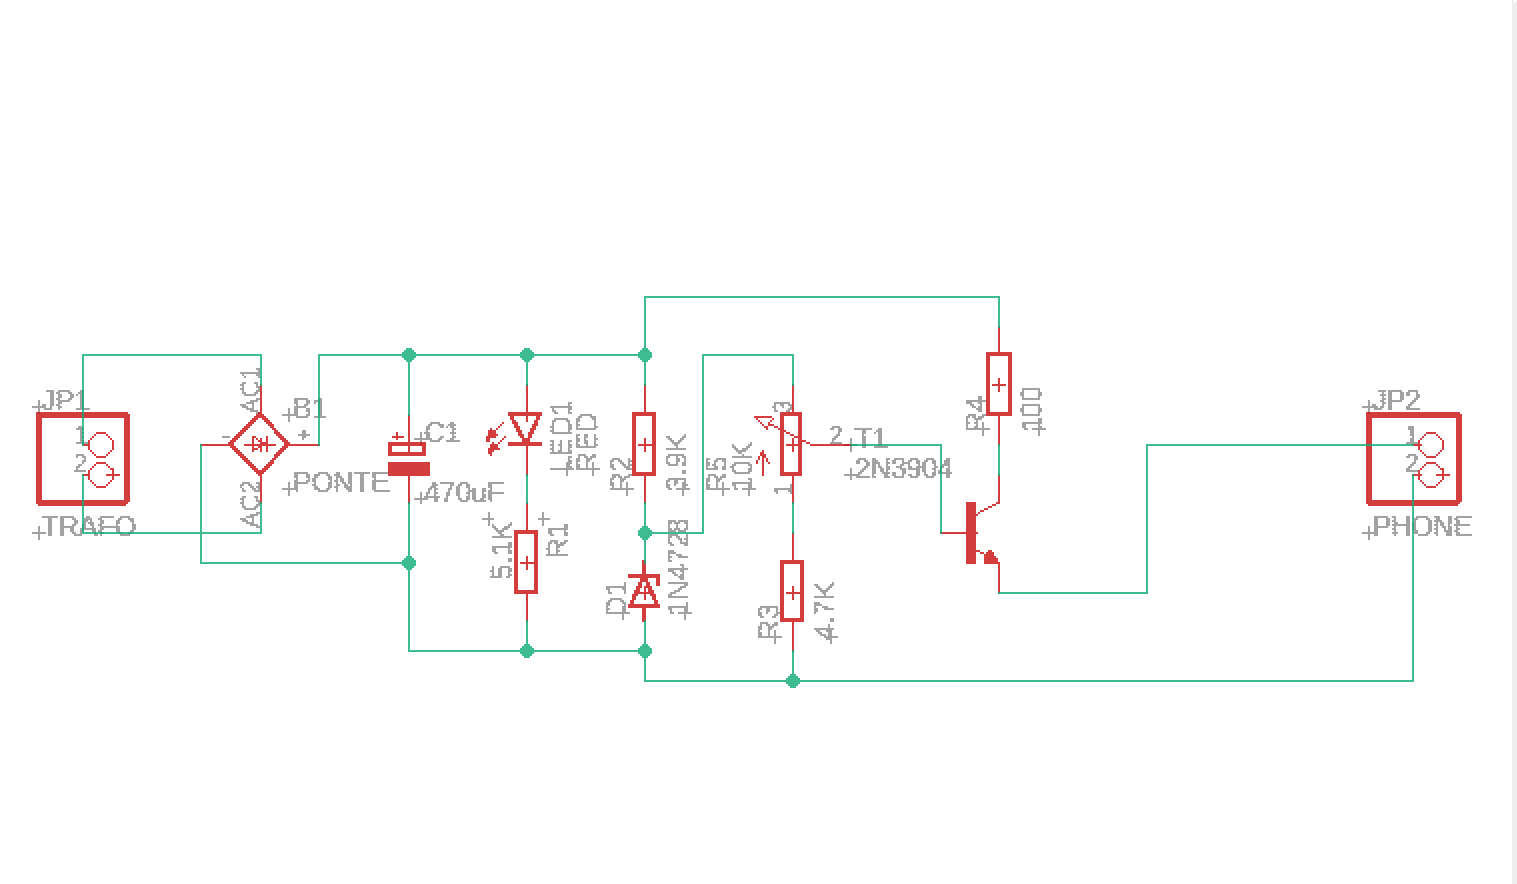 JP1
1
2
TRAFO
AC1
AC2
B1
-
+
PONTE
+
C1
470uF
LED1
RED
5.1K
R1
R2
3.9K
D1
1N4728
R5
10K
3
2
1
R3
4.7K
T1
2N3904
R4
100
JP2
1
2
PHONE